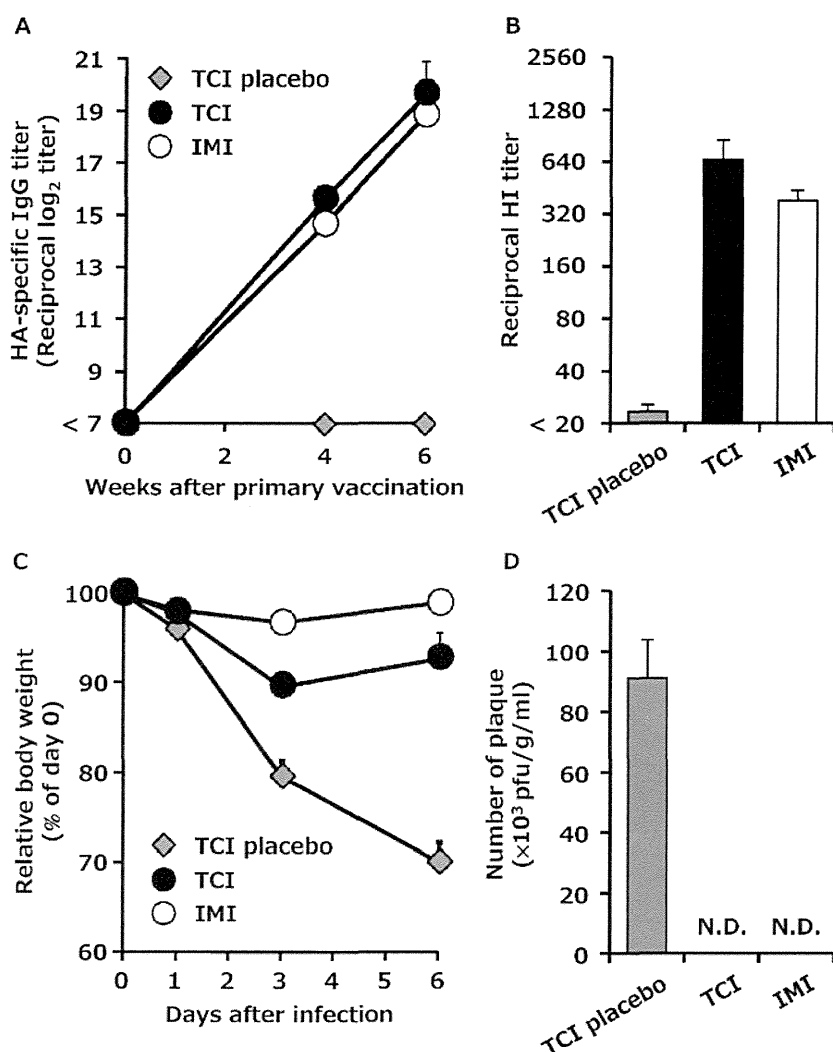 A
HA-specific IgG titer
(Reciprocal log₂ titer)
21
19
17
15
13
11
9
< 7
TCI placebo
TCI
IMI
0
2
4
6
Weeks after primary vaccination
B
Reciprocal HI titer
2560
1280
640
320
160
80
40
< 20
TCI placebo
TCI
IMI
C
Relative body weight
(% of day 0)
100
90
80
70
60
TCI placebo
TCI
IMI
0
1
2
3
4
5
6
Days after infection
D
Number of plaque
(×10³ pfu/g/ml)
120
100
80
60
40
20
0
N.D.
N.D.
TCI placebo
TCI
IMI